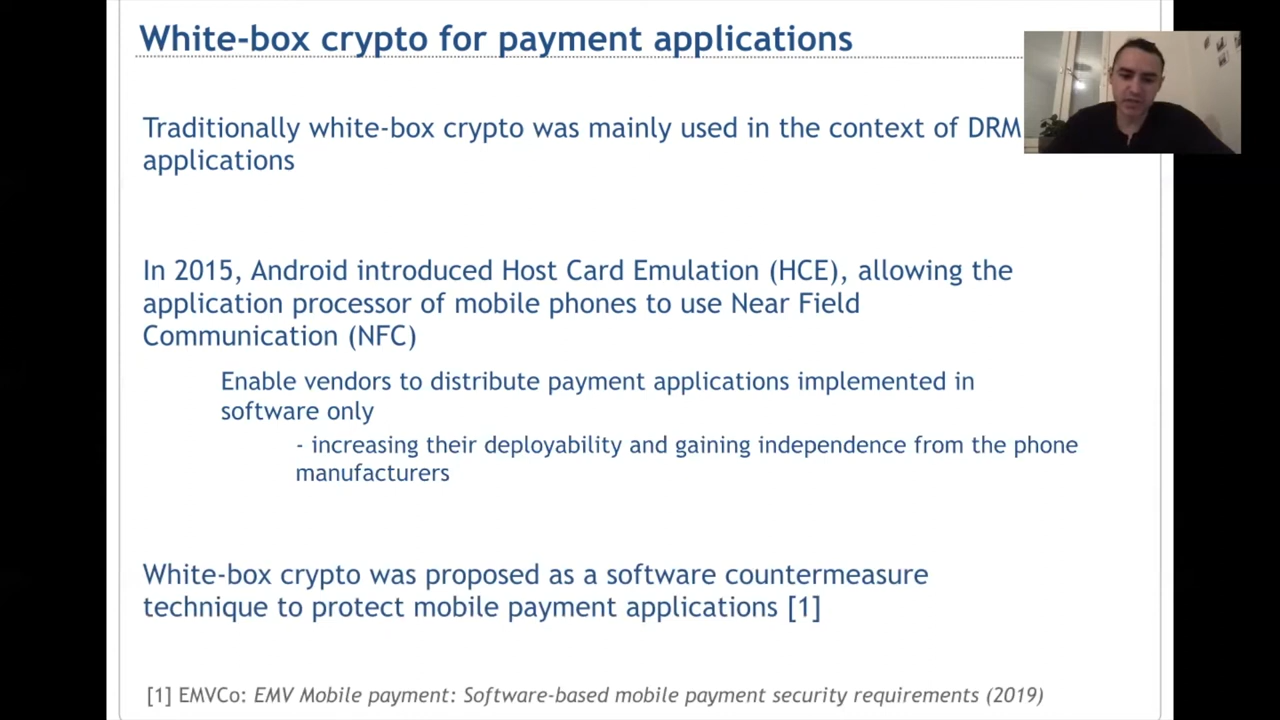 White-box crypto for payment applications
Traditionally white-box crypto was mainly used in the context of DRM
applications
In 2015, Android introduced Host Card Emulation (HCE), allowing the
application processor of mobile phones to use Near Field
Communication (NFC)
Enable vendors to distribute payment applications implemented in
software only
- increasing their deployability and gaining independence from the phone
manufacturers
White-box crypto was proposed as a software countermeasure
technique to protect mobile payment applications [1]
[1] EMVCo: EMV Mobile payment: Software-based mobile payment security requirements (2019)